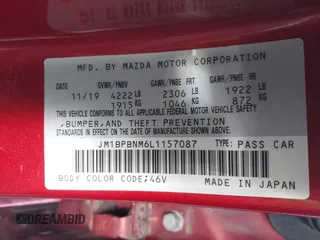 MFD. BY MAZDA MOTOR CORPORATION
GVWR/PNBV GAWR/PNBE FRT GAWR/PNBE RR
11/19 4222 LB 2306 LB 1922 LB
1915 KG 1046 KG 872 KG
THIS VEHICLE CONFORMS TO ALL APPLICABLE FEDERAL MOTOR VEHICLE SAFETY,
BUMPER, AND THEFT PREVENTION
STANDARDS IN EFFECT ON THE DATE OF MANUFACTURE SHOWN ABOVE.
JM1BPBNM6L1157087 TYPE: PASS CAR
BODY COLOR CODE: 46V
MADE IN JAPAN
DREAMBID